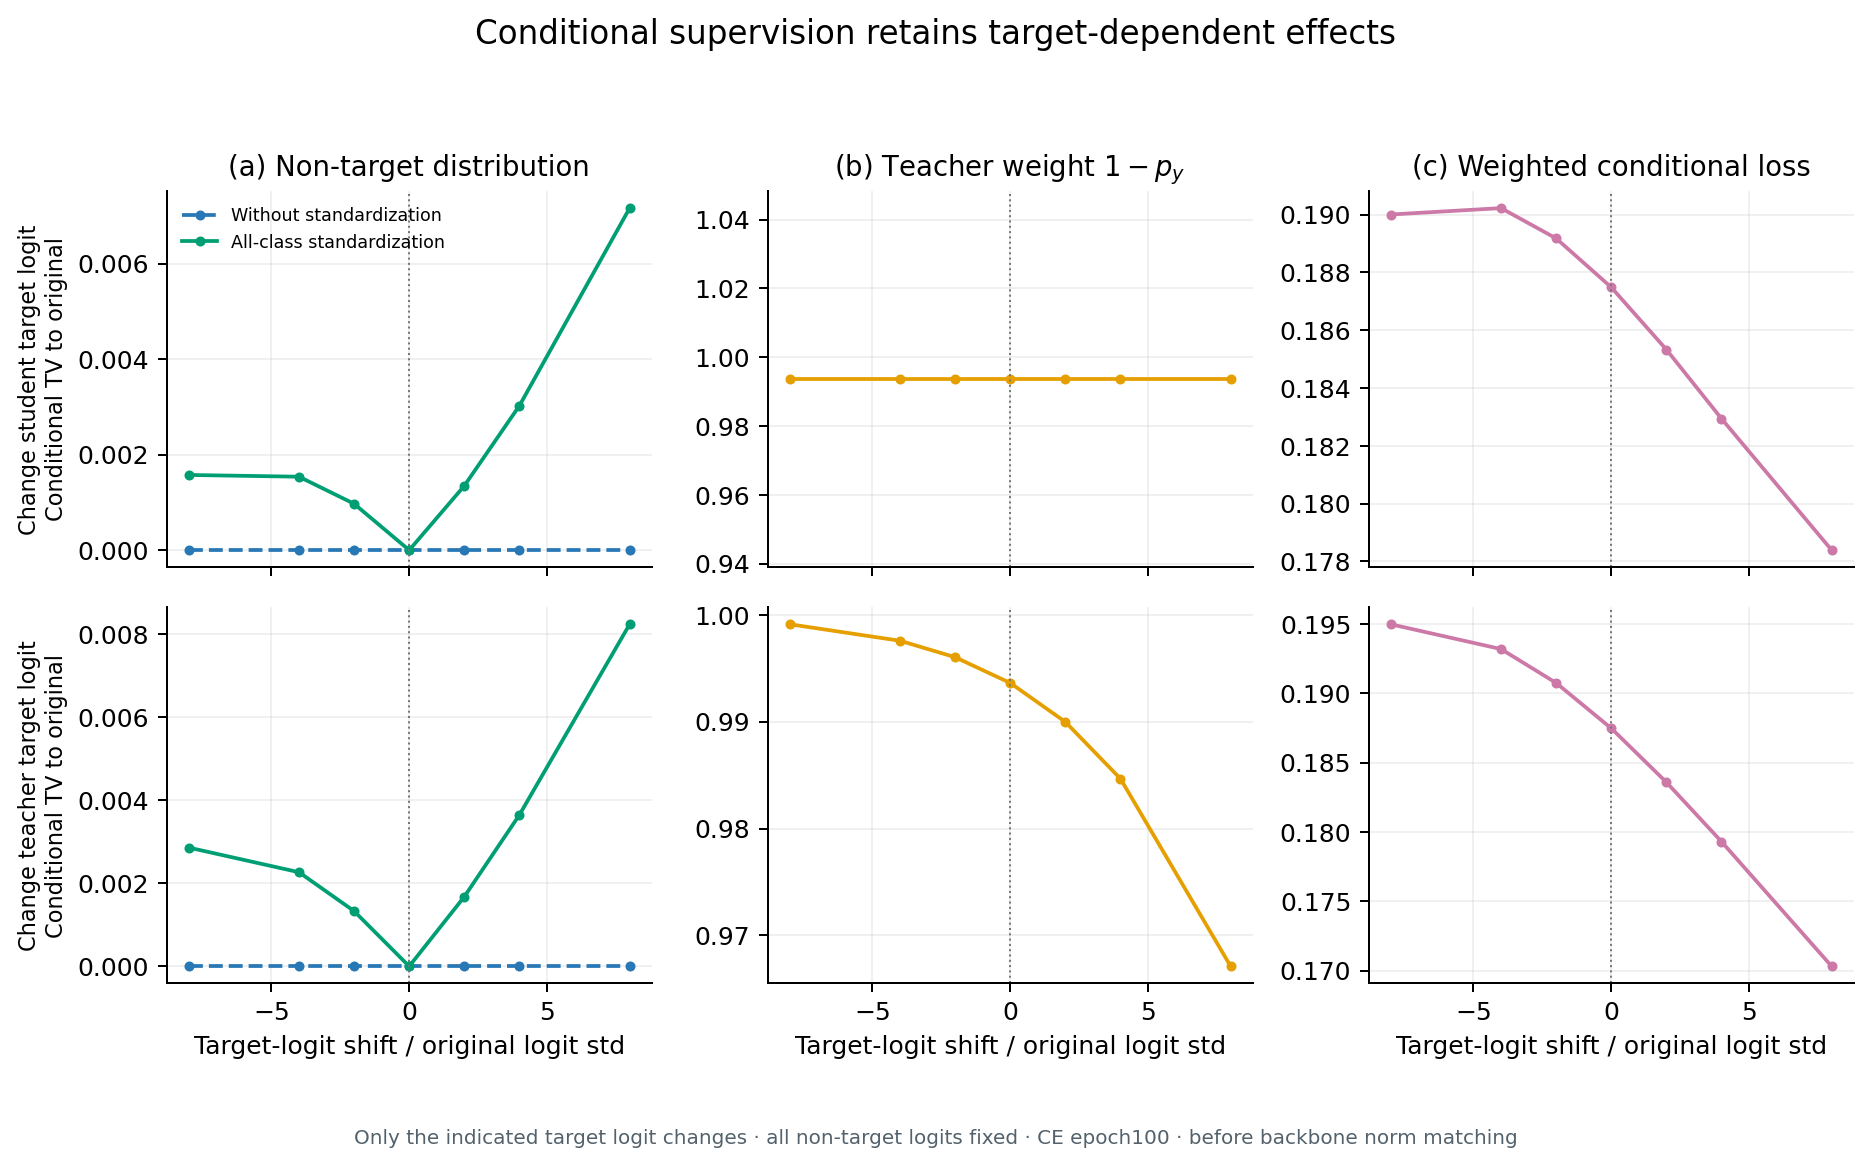 Conditional supervision retains target-dependent effects
(a) Non-target distribution
(b) Teacher weight 1 − p_y
(c) Weighted conditional loss
Change student target logit
Conditional TV to original
Without standardization
All-class standardization
0.006
0.004
0.002
0.000
1.04
1.02
1.00
0.98
0.96
0.94
0.190
0.188
0.186
0.184
0.182
0.180
0.178
Change teacher target logit
Conditional TV to original
0.008
0.006
0.004
0.002
0.000
−5 0 5
Target-logit shift / original logit std
1.00
0.99
0.98
0.97
−5 0 5
Target-logit shift / original logit std
0.195
0.190
0.185
0.180
0.175
0.170
−5 0 5
Target-logit shift / original logit std
Only the indicated target logit changes · all non-target logits fixed · CE epoch100 · before backbone norm matching